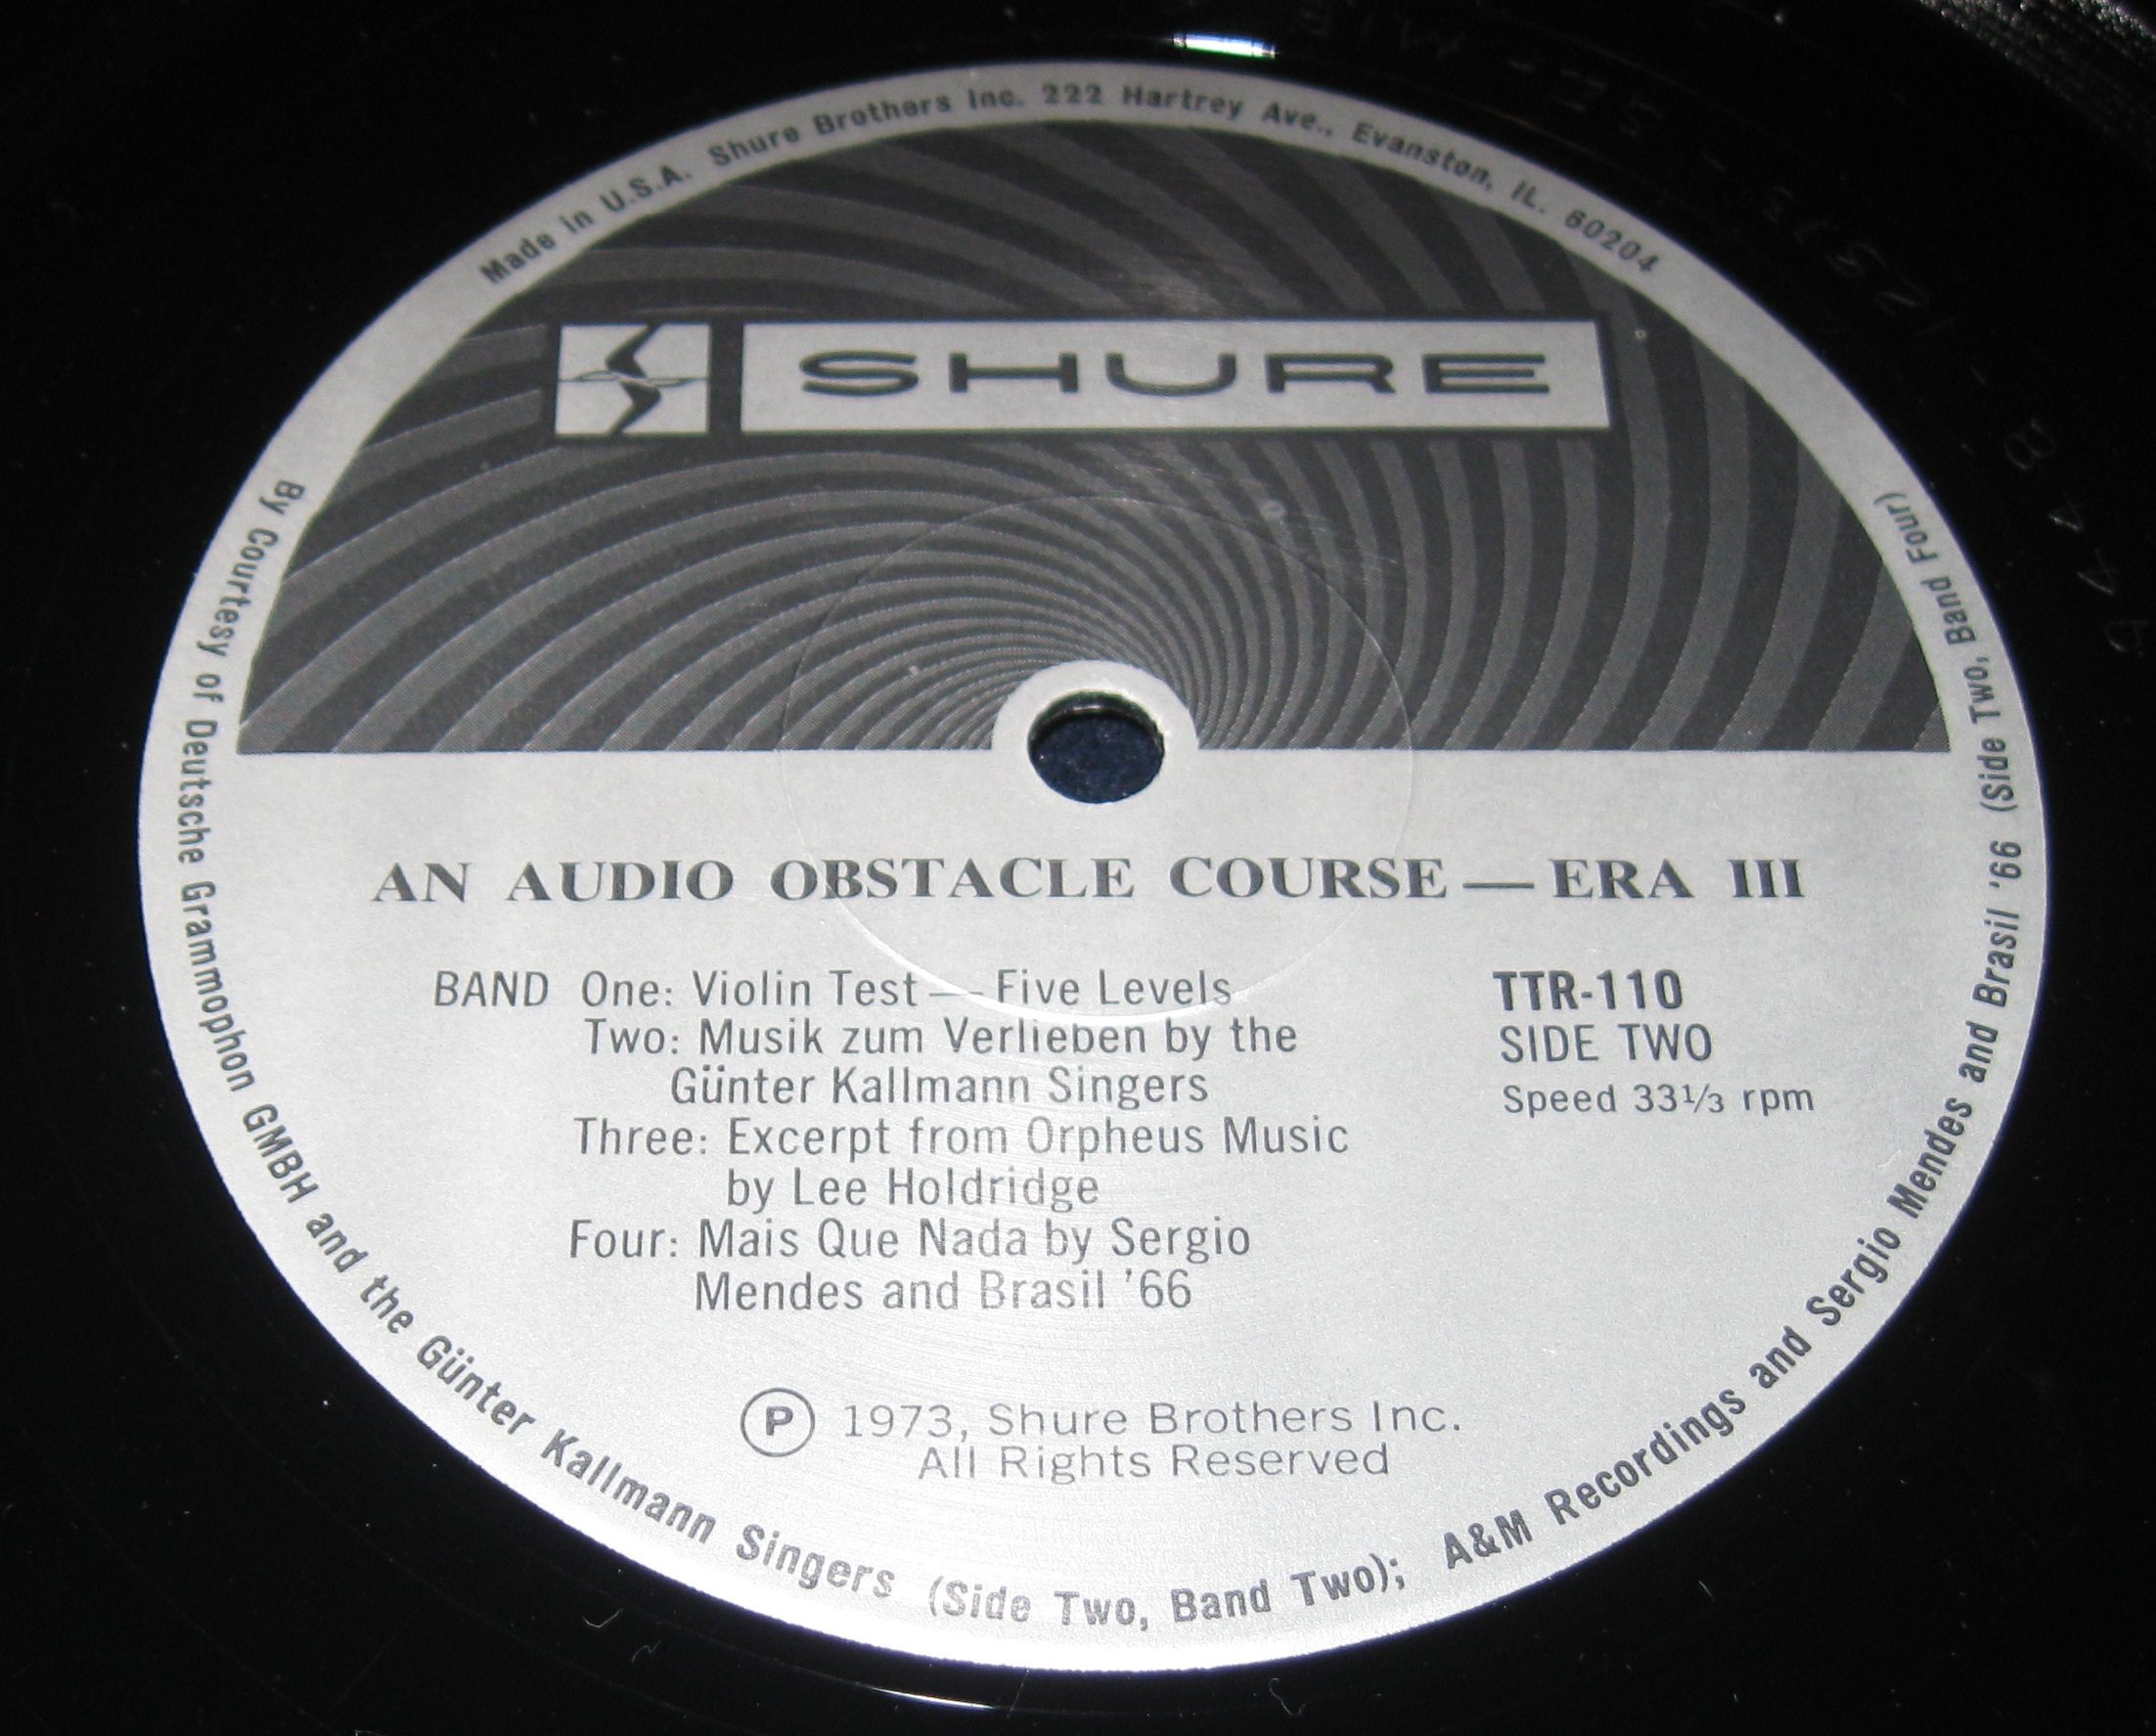 Made in U.S.A. Shure Brothers Inc. 222 Hartrey Ave., Evanston, IL. 60204
SHURE
AN AUDIO OBSTACLE COURSE — ERA III
BAND One: Violin Test — Five Levels
Two: Musik zum Verlieben by the
Günter Kallmann Singers
Three: Excerpt from Orpheus Music
by Lee Holdridge
Four: Mais Que Nada by Sergio
Mendes and Brasil '66
TTR-110
SIDE TWO
Speed 33⅓ rpm
Ⓟ 1973, Shure Brothers Inc.
All Rights Reserved
By Courtesy of Deutsche Grammophon GMBH and the Günter Kallmann Singers (Side Two, Band Two); A&M Recordings and Sergio Mendes and Brasil '66 (Side Two, Band Four)